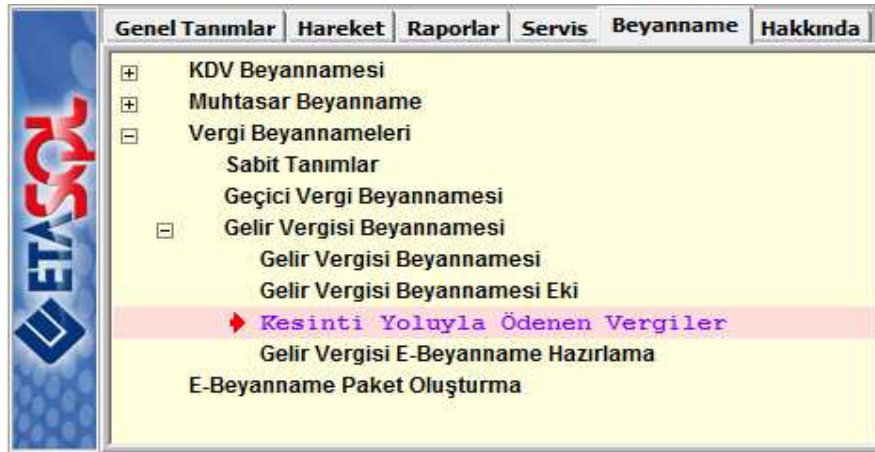 Genel Tanımlar Hareket Raporlar Servis Beyanname Hakkında
KDV Beyannamesi
Muhtasar Beyanname
Vergi Beyannameleri
Sabit Tanımlar
Geçici Vergi Beyannamesi
Gelir Vergisi Beyannamesi
Gelir Vergisi Beyannamesi
Gelir Vergisi Beyannamesi Eki
Kesinti Yoluyla Ödenen Vergiler
Gelir Vergisi E-Beyanname Hazırlama
E-Beyanname Paket Oluşturma
ETASQL